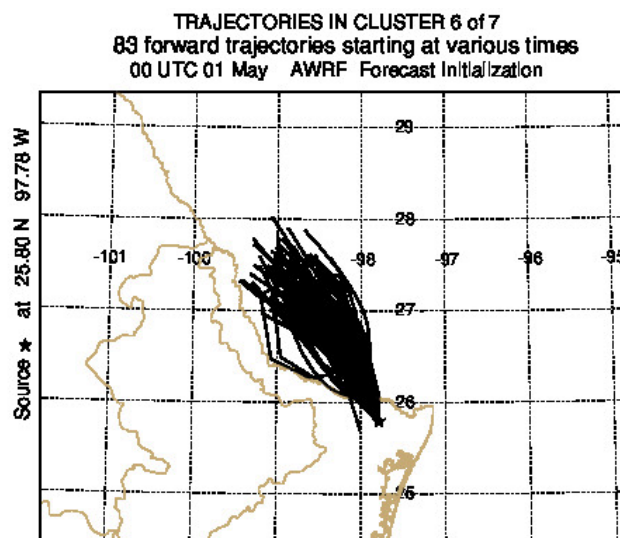 TRAJECTORIES IN CLUSTER 6 of 7
83 forward trajectories starting at various times
00 UTC 01 May AWRF Forecast Initialization
Source ★ at 25.80 N 97.78 W
29
28
-101
-100
-98
-97
-96
-95
27
26
25